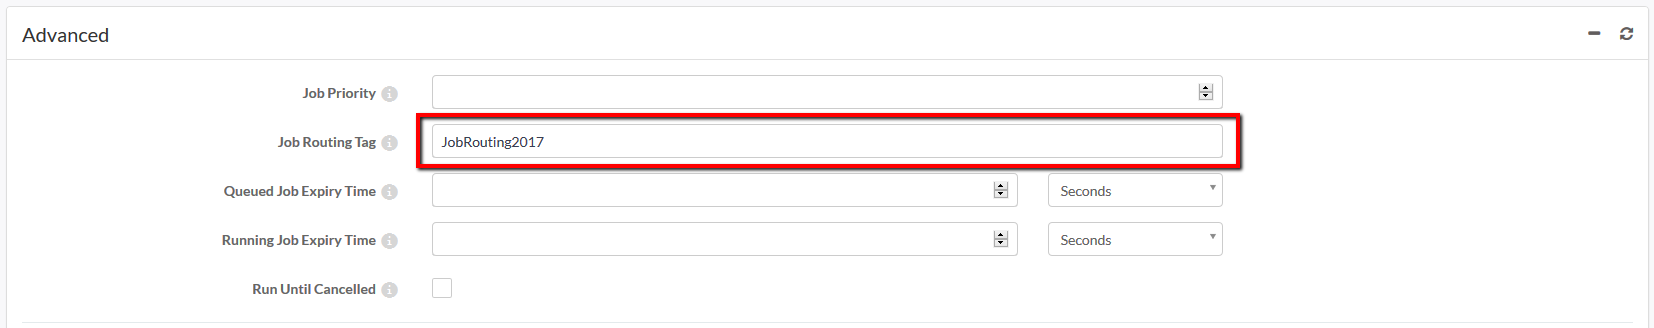 Advanced
Job Priority
Job Routing Tag JobRouting2017
Queued Job Expiry Time Seconds
Running Job Expiry Time Seconds
Run Until Cancelled